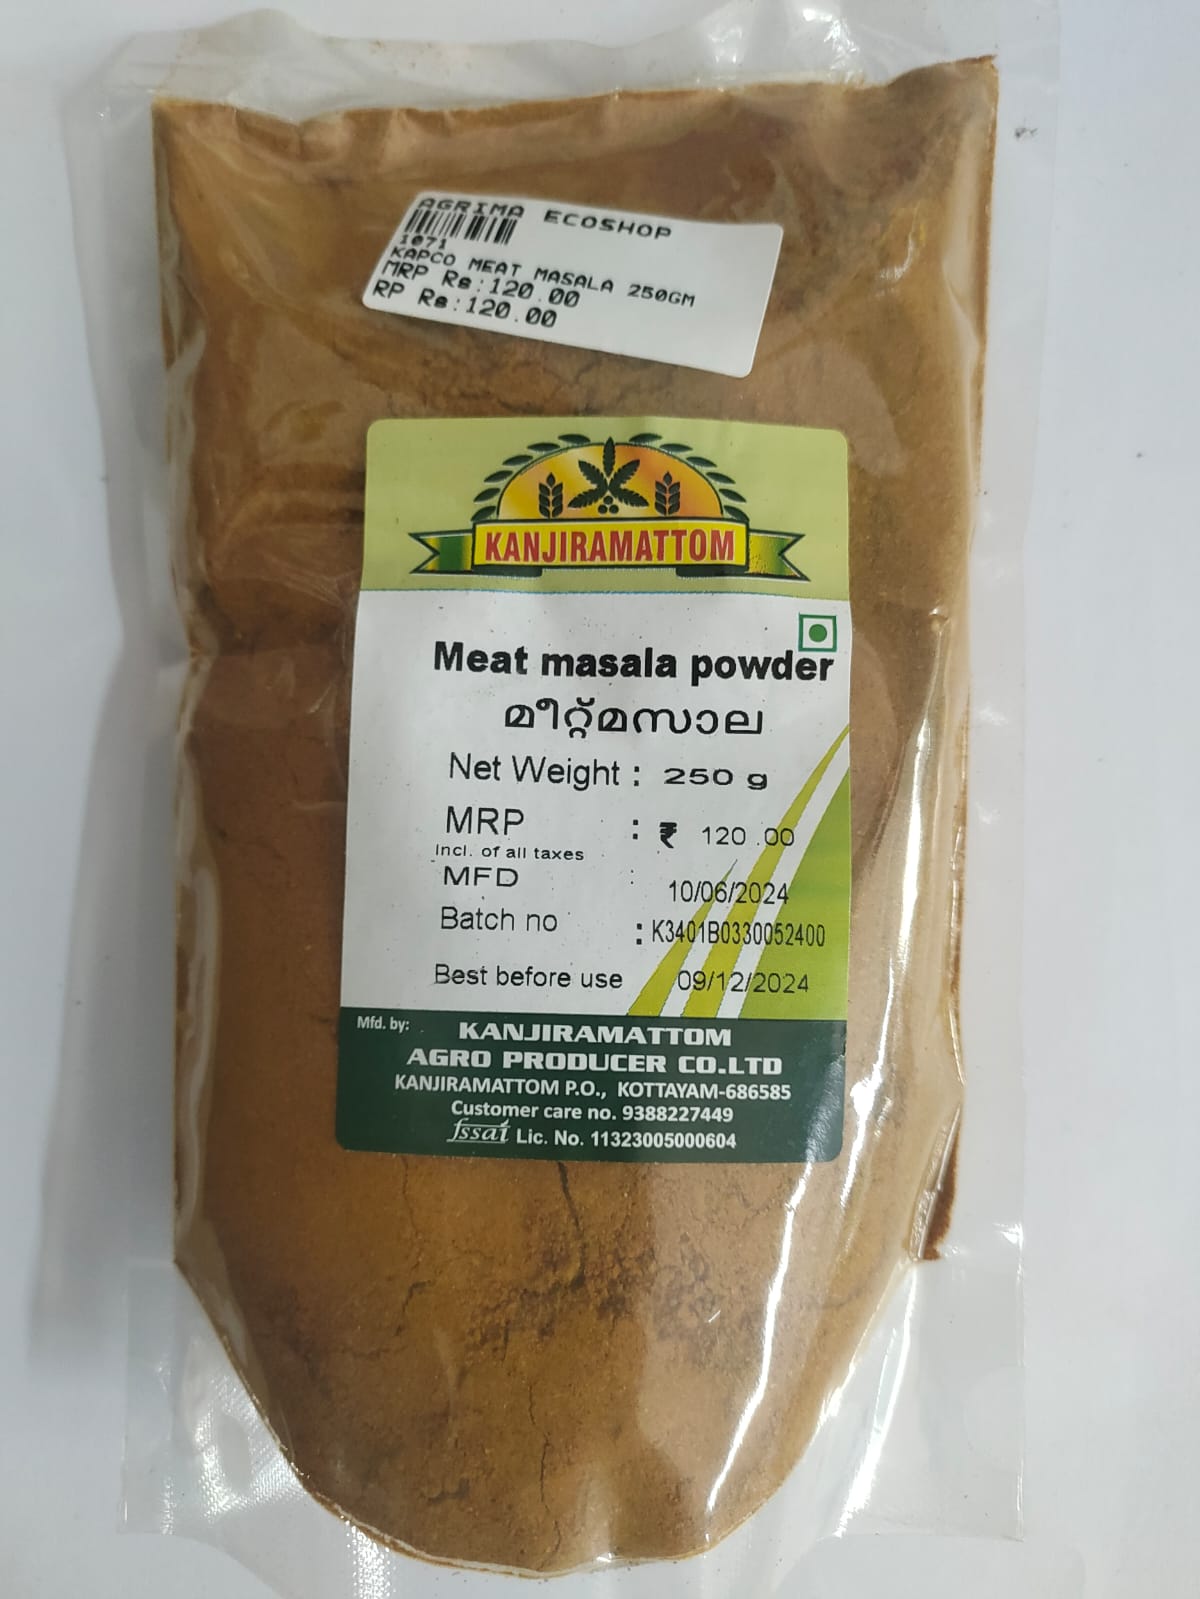 AGRIMA ECOSHOP
1071
KAPCO MEAT MASALA 250GM
MRP Rs:120.00
RP Rs:120.00
KANJIRAMATTOM
Meat masala powder
മീറ്റ്മസാല
Net Weight : 250 g
MRP : ₹ 120 .00
Incl. of all taxes
MFD : 10/06/2024
Batch no : K3401B0330052400
Best before use 09/12/2024
Mfd. by: KANJIRAMATTOM
AGRO PRODUCER CO.LTD
KANJIRAMATTOM P.O., KOTTAYAM-686585
Customer care no. 9388227449
fssai Lic. No. 11323005000604